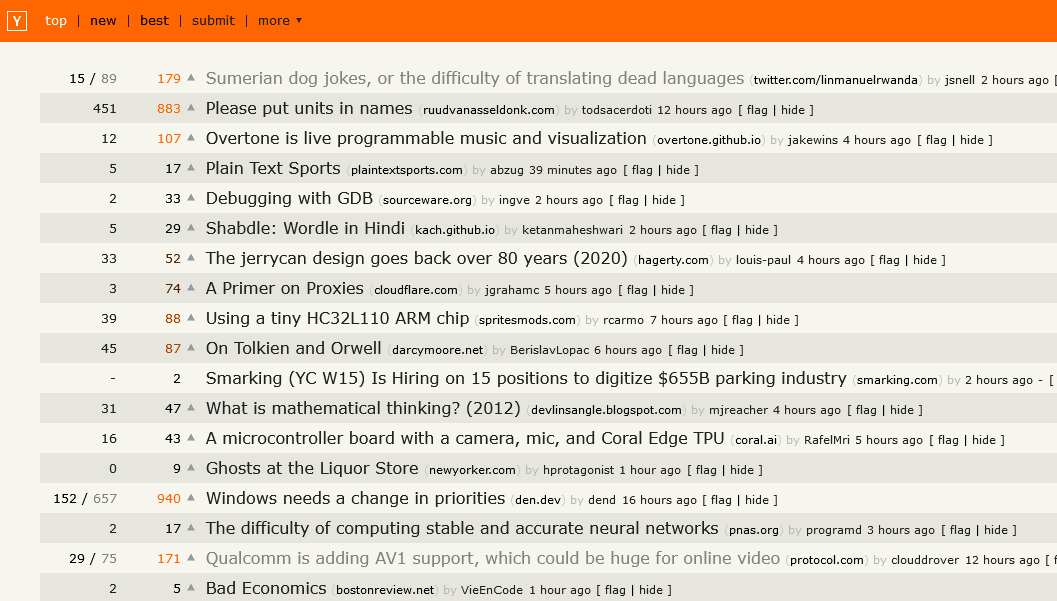 Y top | new | best | submit | more ▼
15 / 89 179 ▲ Sumerian dog jokes, or the difficulty of translating dead languages (twitter.com/linmanuelrwanda) by jsnell 2 hours ago [
451 883 ▲ Please put units in names (ruudvanasseldonk.com) by todsacerdoti 12 hours ago [ flag | hide ]
12 107 ▲ Overtone is live programmable music and visualization (overtone.github.io) by jakewins 4 hours ago [ flag | hide ]
5 17 ▲ Plain Text Sports (plaintextsports.com) by abzug 39 minutes ago [ flag | hide ]
2 33 ▲ Debugging with GDB (sourceware.org) by ingve 2 hours ago [ flag | hide ]
5 29 ▲ Shabdle: Wordle in Hindi (kach.github.io) by ketanmaheshwari 2 hours ago [ flag | hide ]
33 52 ▲ The jerrycan design goes back over 80 years (2020) (hagerty.com) by louis-paul 4 hours ago [ flag | hide ]
3 74 ▲ A Primer on Proxies (cloudflare.com) by jgrahamc 5 hours ago [ flag | hide ]
39 88 ▲ Using a tiny HC32L110 ARM chip (spritesmods.com) by rcarmo 7 hours ago [ flag | hide ]
45 87 ▲ On Tolkien and Orwell (darcymoore.net) by BerislavLopac 6 hours ago [ flag | hide ]
- 2 Smarking (YC W15) Is Hiring on 15 positions to digitize $655B parking industry (smarking.com) by 2 hours ago - [
31 47 ▲ What is mathematical thinking? (2012) (devlinsangle.blogspot.com) by mjreacher 4 hours ago [ flag | hide ]
16 43 ▲ A microcontroller board with a camera, mic, and Coral Edge TPU (coral.ai) by RafelMri 5 hours ago [ flag | hide ]
0 9 ▲ Ghosts at the Liquor Store (newyorker.com) by hprotagonist 1 hour ago [ flag | hide ]
152 / 657 940 ▲ Windows needs a change in priorities (den.dev) by dend 16 hours ago [ flag | hide ]
2 17 ▲ The difficulty of computing stable and accurate neural networks (pnas.org) by programd 3 hours ago [ flag | hide ]
29 / 75 171 ▲ Qualcomm is adding AV1 support, which could be huge for online video (protocol.com) by clouddrover 12 hours ago [ f
2 5 ▲ Bad Economics (bostonreview.net) by VieEnCode 1 hour ago [ flag | hide ]